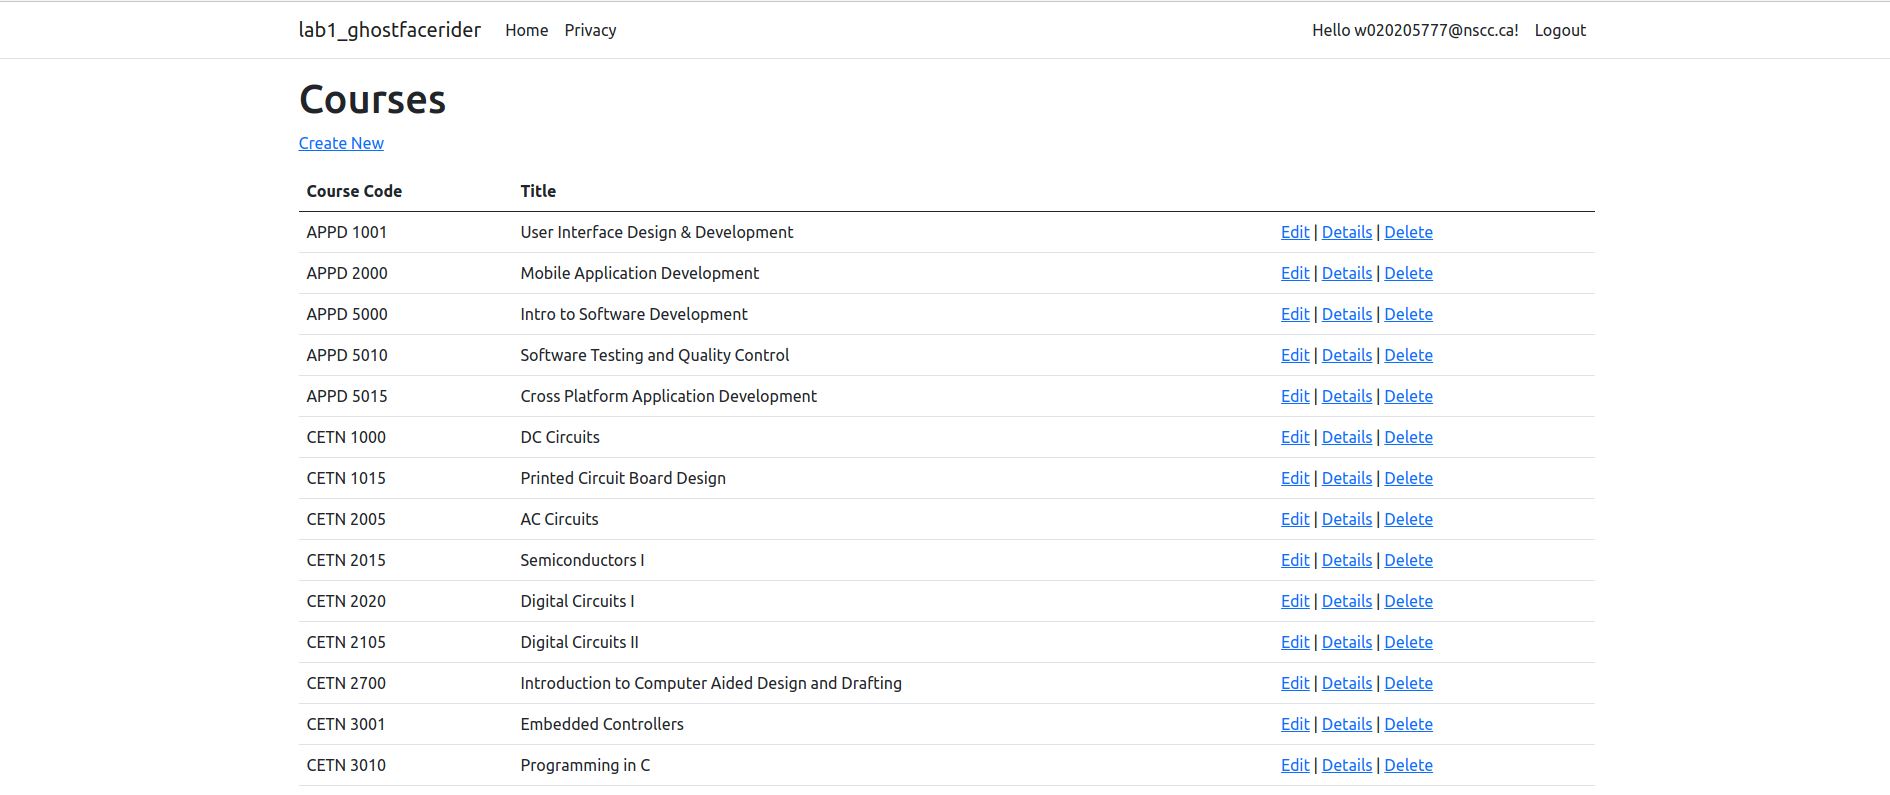 lab1_ghostfacerider Home Privacy Hello w020205777@nscc.ca! Logout
Courses
Create New
Course Code Title
APPD 1001 User Interface Design & Development Edit | Details | Delete
APPD 2000 Mobile Application Development Edit | Details | Delete
APPD 5000 Intro to Software Development Edit | Details | Delete
APPD 5010 Software Testing and Quality Control Edit | Details | Delete
APPD 5015 Cross Platform Application Development Edit | Details | Delete
CETN 1000 DC Circuits Edit | Details | Delete
CETN 1015 Printed Circuit Board Design Edit | Details | Delete
CETN 2005 AC Circuits Edit | Details | Delete
CETN 2015 Semiconductors I Edit | Details | Delete
CETN 2020 Digital Circuits I Edit | Details | Delete
CETN 2105 Digital Circuits II Edit | Details | Delete
CETN 2700 Introduction to Computer Aided Design and Drafting Edit | Details | Delete
CETN 3001 Embedded Controllers Edit | Details | Delete
CETN 3010 Programming in C Edit | Details | Delete